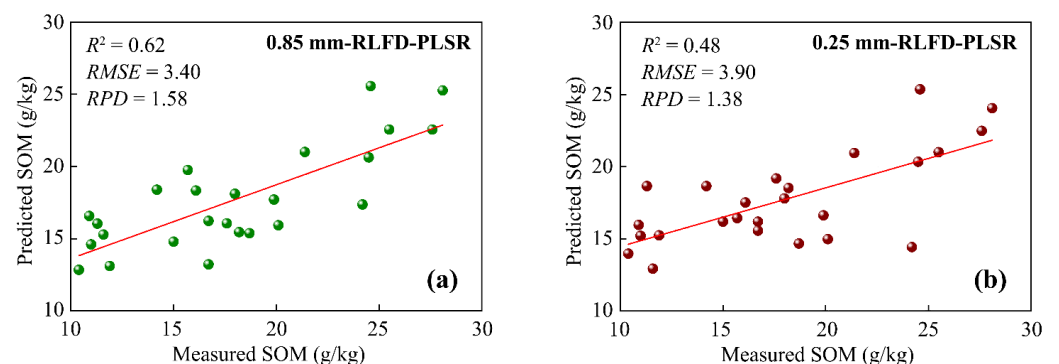 R² = 0.62
RMSE = 3.40
RPD = 1.58
0.85 mm-RLFD-PLSR
30
25
20
15
10
Predicted SOM (g/kg)
(a)
10 15 20 25 30
Measured SOM (g/kg)
R² = 0.48
RMSE = 3.90
RPD = 1.38
0.25 mm-RLFD-PLSR
30
25
20
15
10
Predicted SOM (g/kg)
(b)
10 15 20 25 30
Measured SOM (g/kg)